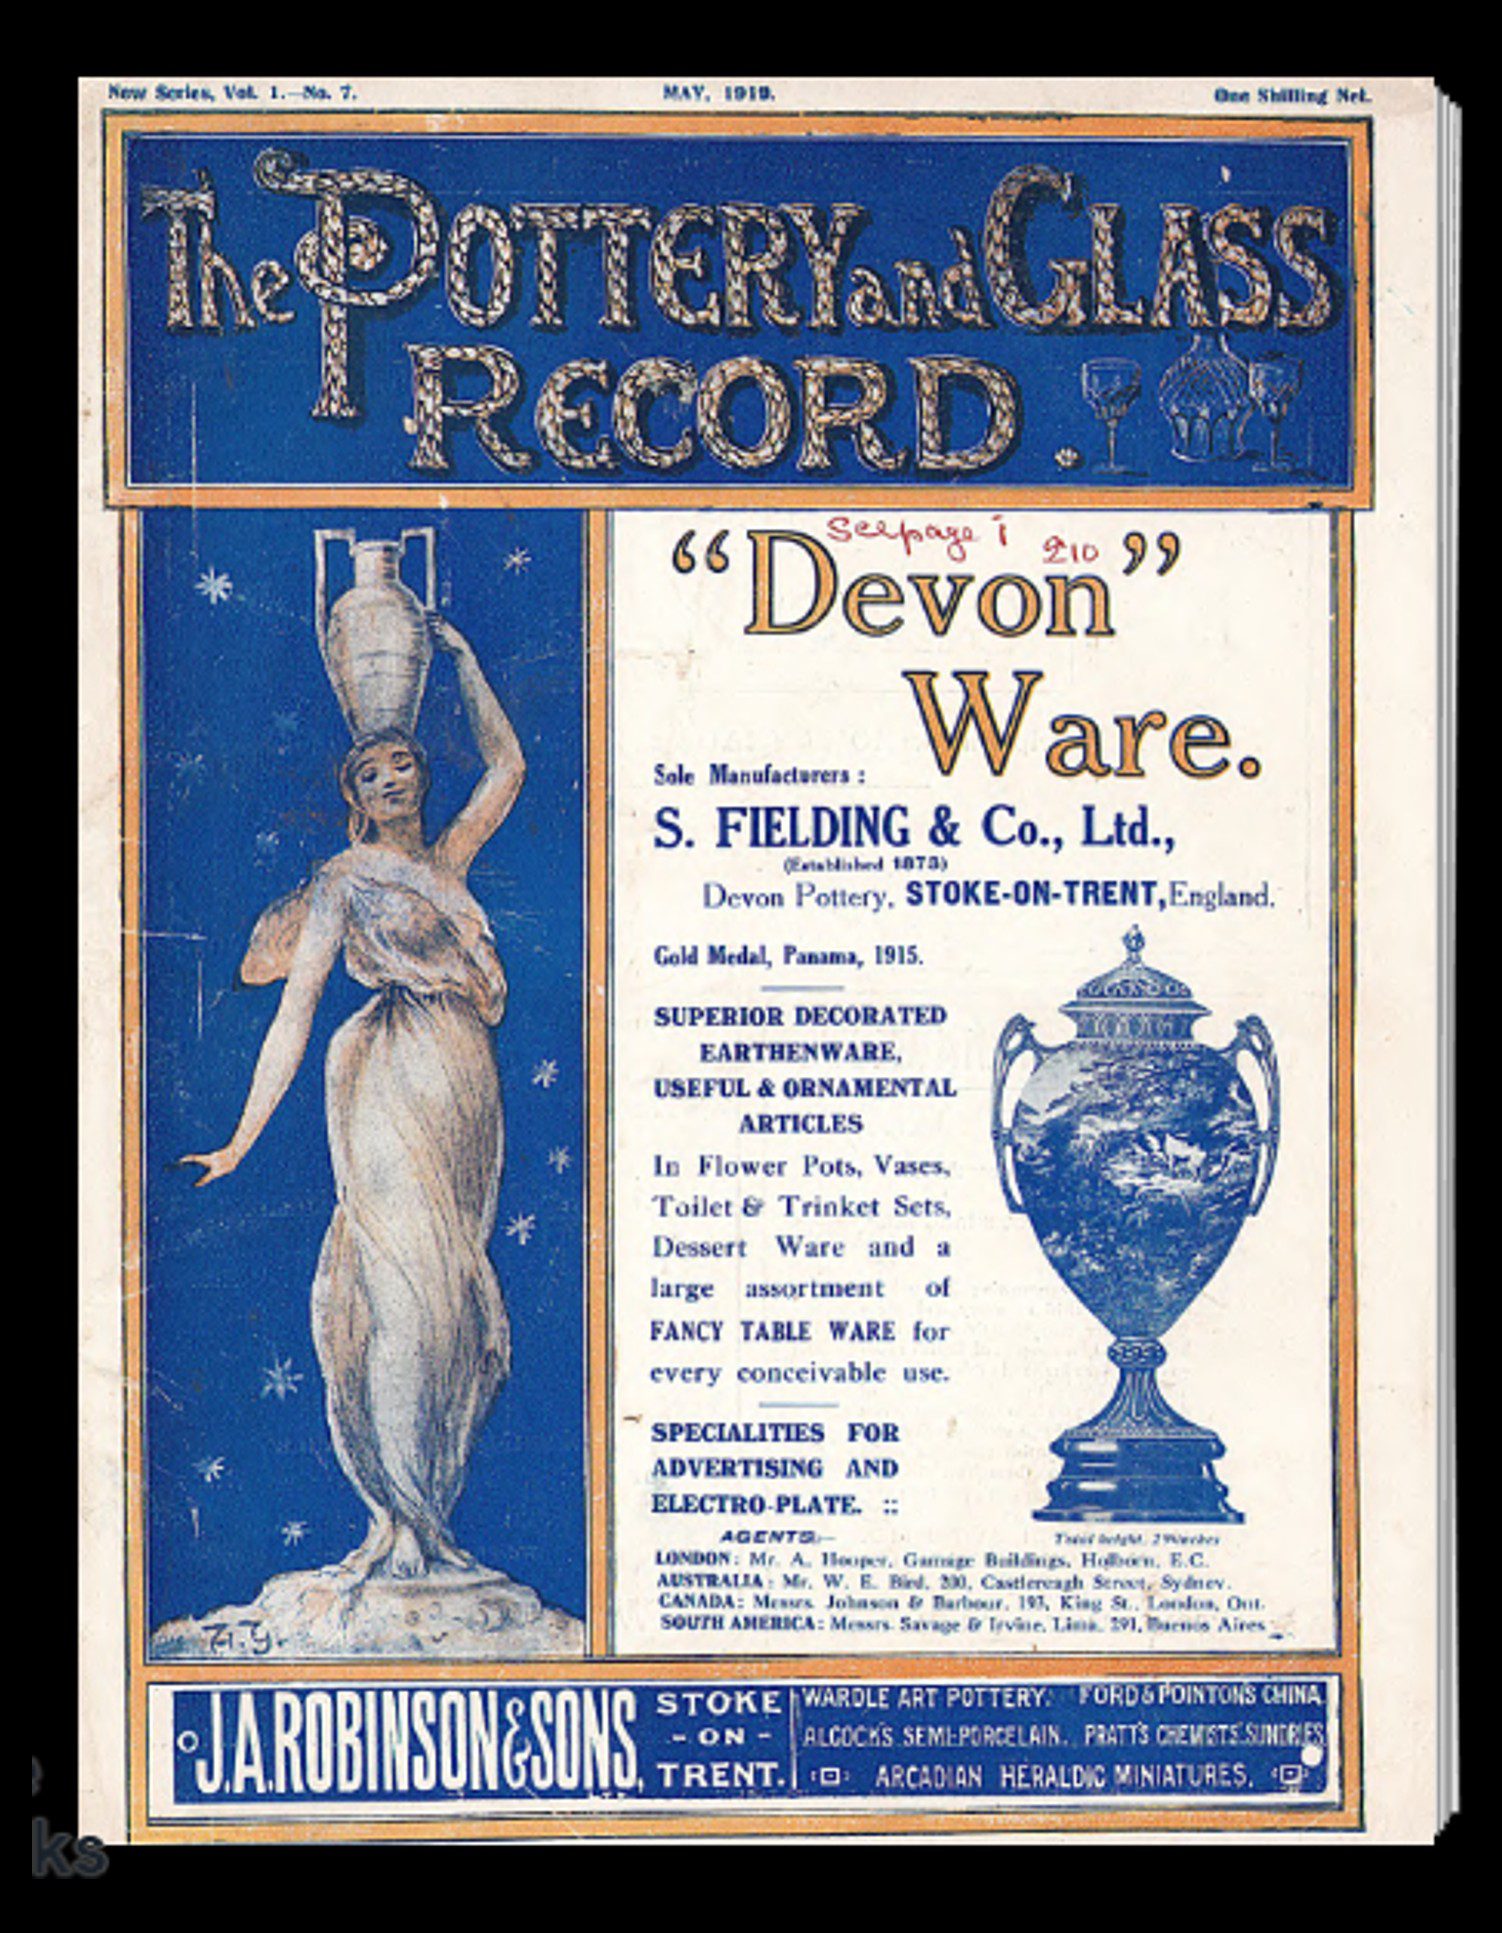 New Series, Vol. 1.—No. 7. MAY, 1919. One Shilling Net.
The POTTERY and GLASS
RECORD.
See page i £10
"Devon"
Ware.
Sole Manufacturers:
S. FIELDING & Co., Ltd.,
(Established 1873)
Devon Pottery, STOKE-ON-TRENT, England.
Gold Medal, Panama, 1915.
SUPERIOR DECORATED
EARTHENWARE,
USEFUL & ORNAMENTAL
ARTICLES
In Flower Pots, Vases,
Toilet & Trinket Sets,
Dessert Ware and a
large assortment of
FANCY TABLE WARE for
every conceivable use.
SPECIALITIES FOR
ADVERTISING AND
ELECTRO-PLATE. ::
Total height,
AGENTS:—
LONDON: Mr. A. Hooper, Gamage Buildings, Holborn, E.C.
AUSTRALIA: Mr. W. E. Bird, 200, Castlereagh Street, Sydney.
CANADA: Messrs. Johnson & Barbour, 193, King St., London, Ont.
SOUTH AMERICA: Messrs. Savage & Irvine, Lima, 291, Buenos Aires
J.A. ROBINSON & SONS,
STOKE
- ON -
TRENT.
WARDLE ART POTTERY. FORD & POINTON'S CHINA.
ALCOCK'S SEMI-PORCELAIN. PRATT'S CHEMISTS' SUNDRIES
ARCADIAN HERALDIC MINIATURES.
ks